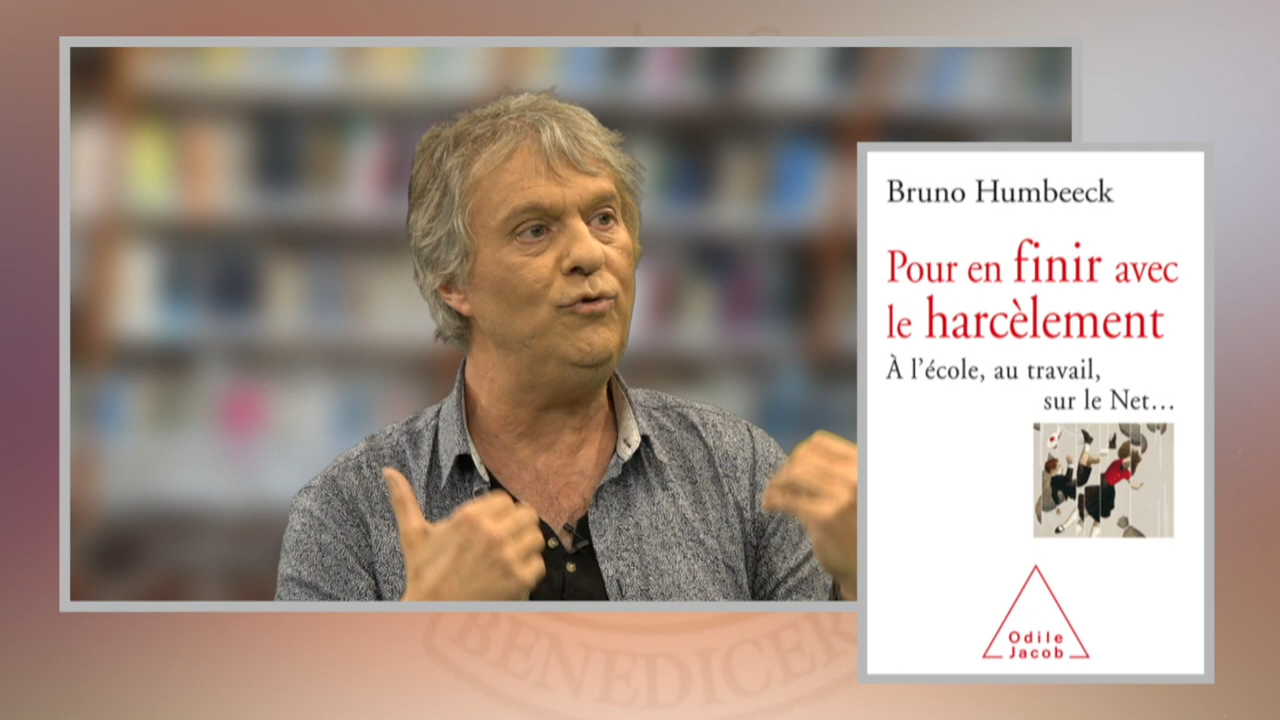 Bruno Humbeeck
Pour en finir avec
le harcèlement
À l'école, au travail,
sur le Net...
Odile
Jacob
BENEDICER